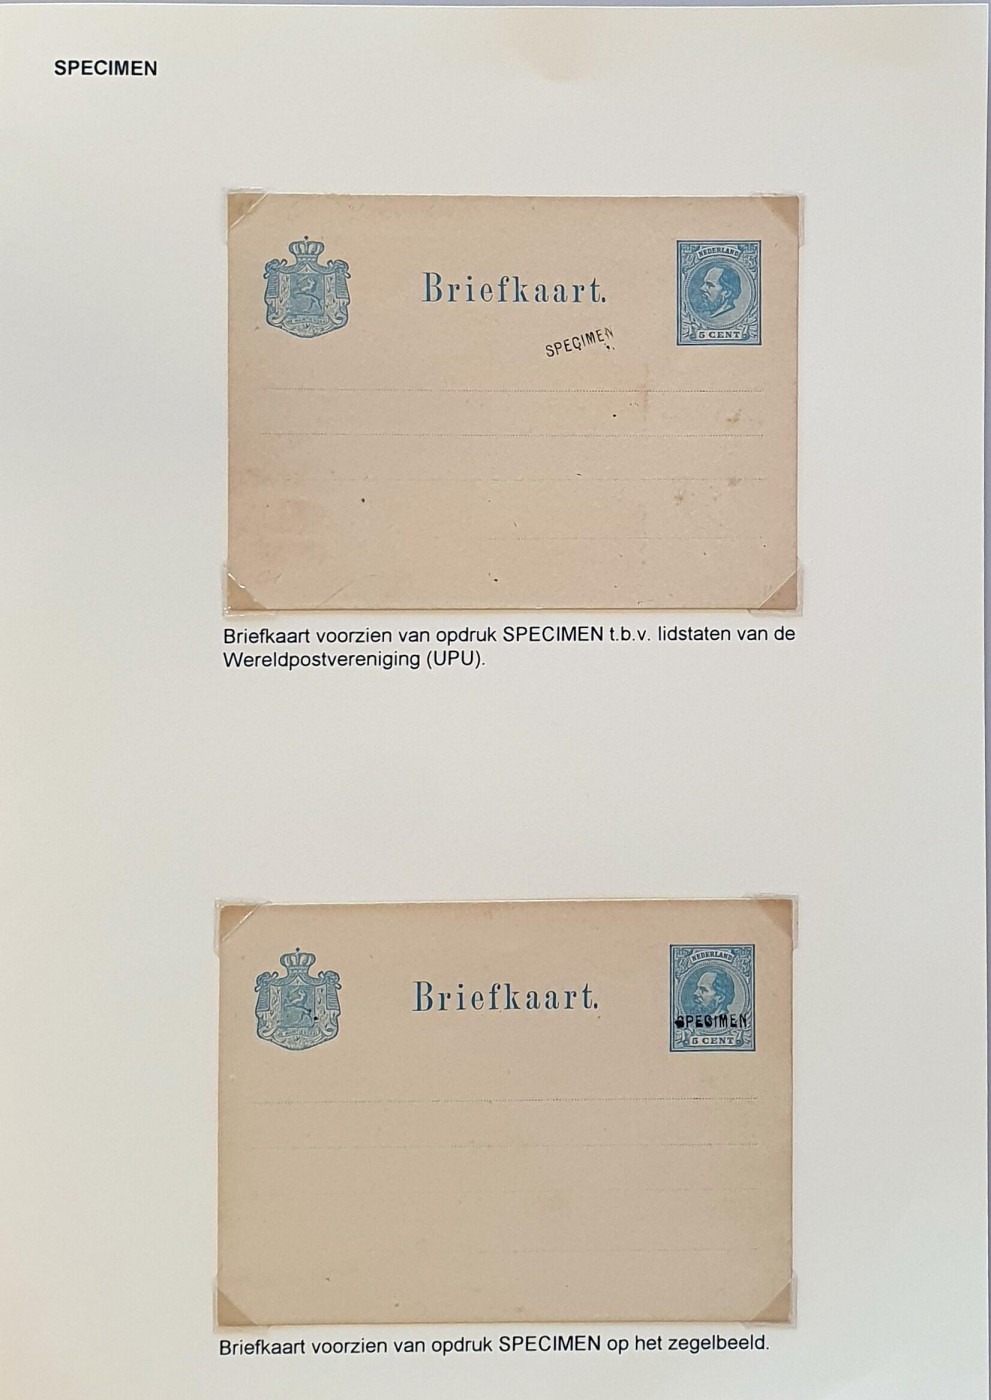 SPECIMEN
Briefkaart.
NEDERLAND
5 CENT
SPECIMEN
Briefkaart voorzien van opdruk SPECIMEN t.b.v. lidstaten van de
Wereldpostvereniging (UPU).
Briefkaart.
NEDERLAND
SPECIMEN
5 CENT
Briefkaart voorzien van opdruk SPECIMEN op het zegelbeeld.